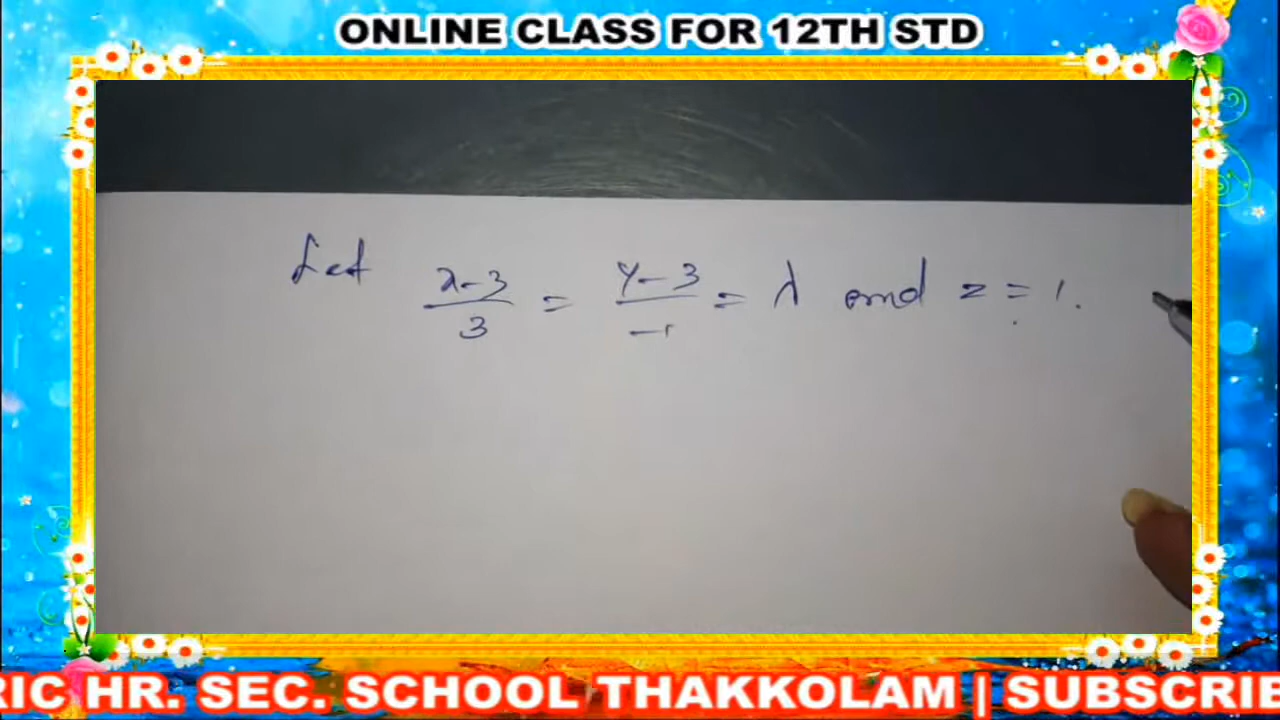 ONLINE CLASS FOR 12TH STD
Let x-3/3 = y-3/-1 = λ and z = 1.
RIC HR. SEC. SCHOOL THAKKOLAM | SUBSCRIB